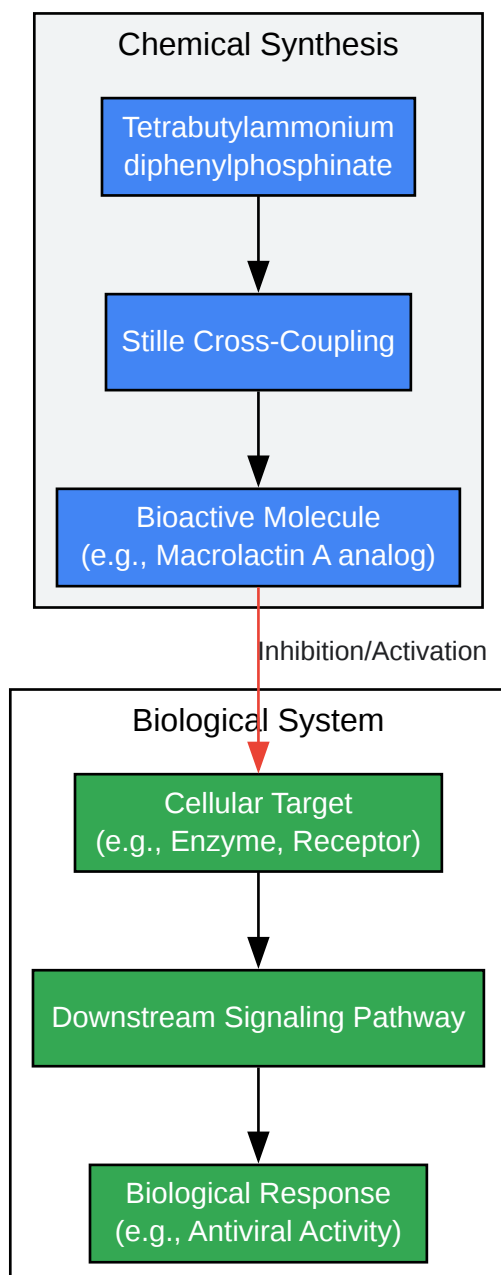 Chemical Synthesis
Tetrabutylammonium
diphenylphosphinate
Stille Cross-Coupling
Bioactive Molecule
(e.g., Macrolactin A analog)
Inhibition/Activation
Biological System
Cellular Target
(e.g., Enzyme, Receptor)
Downstream Signaling Pathway
Biological Response
(e.g., Antiviral Activity)